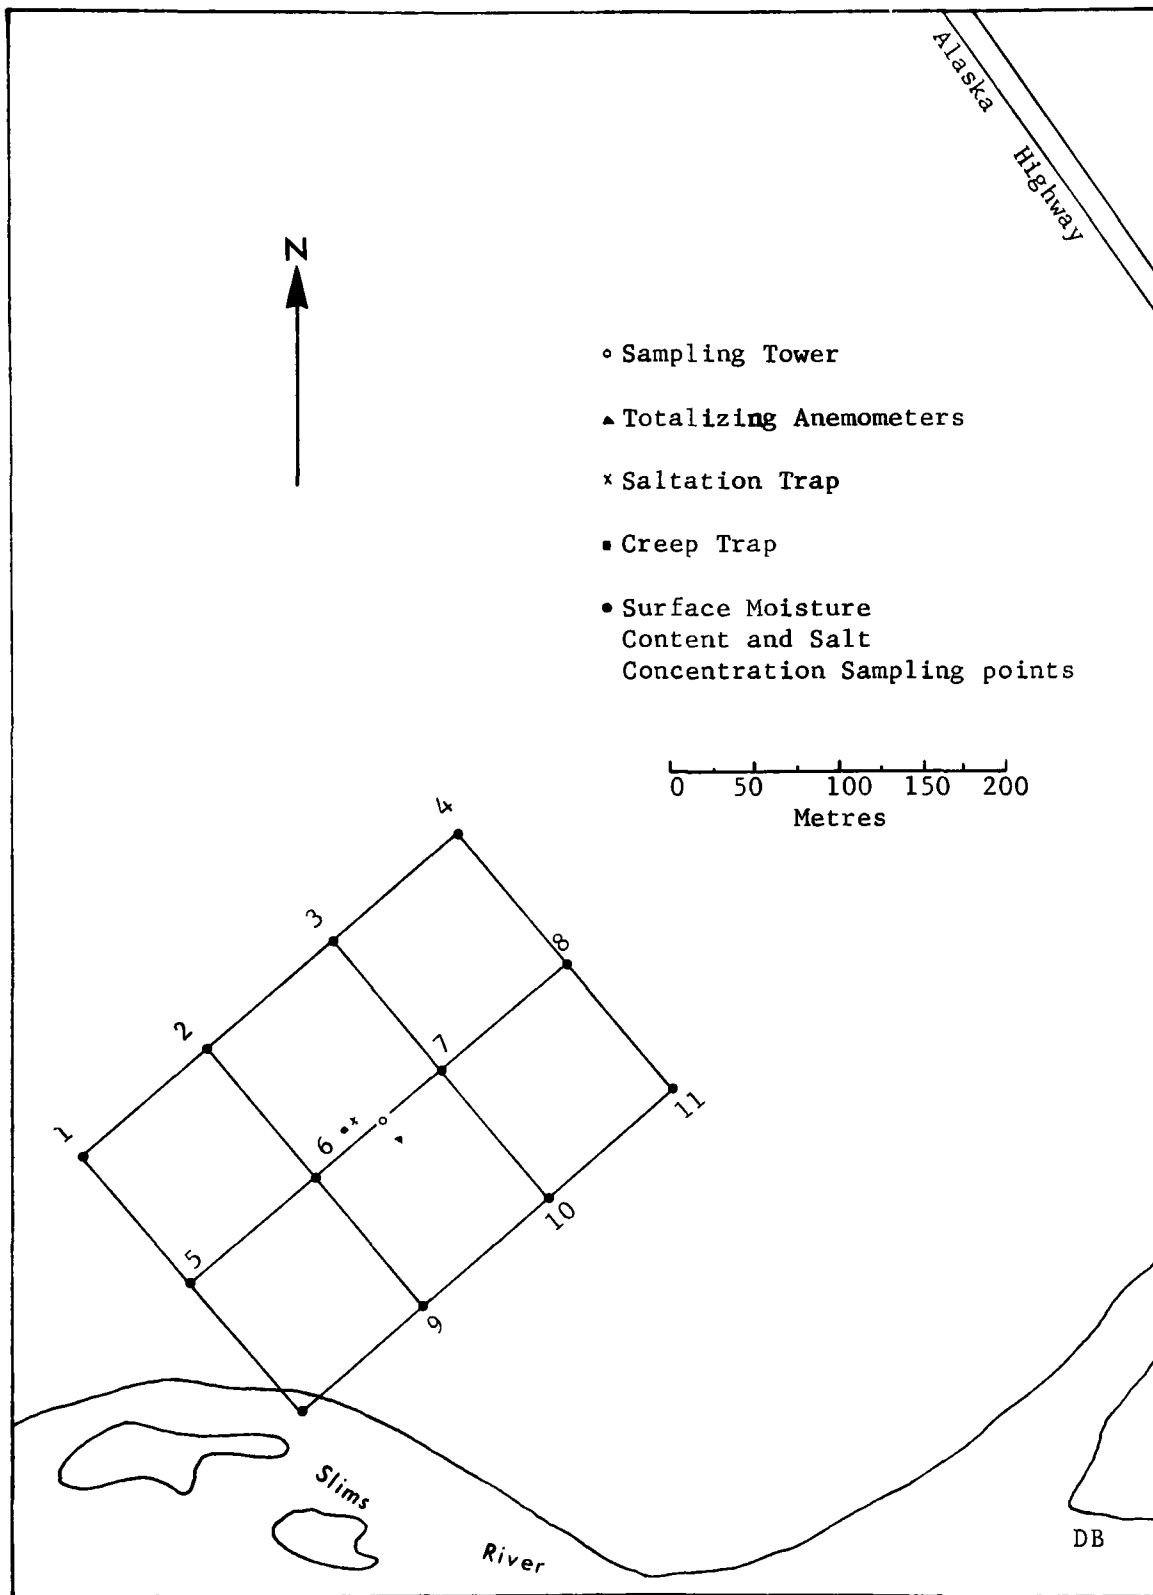 Alaska Highway
N
Sampling Tower
Totalizing Anemometers
Saltation Trap
Creep Trap
Surface Moisture
Content and Salt
Concentration Sampling points
0 50 100 150 200
Metres
4
3
8
2
7
1
6
11
10
5
9
Slims River
DB